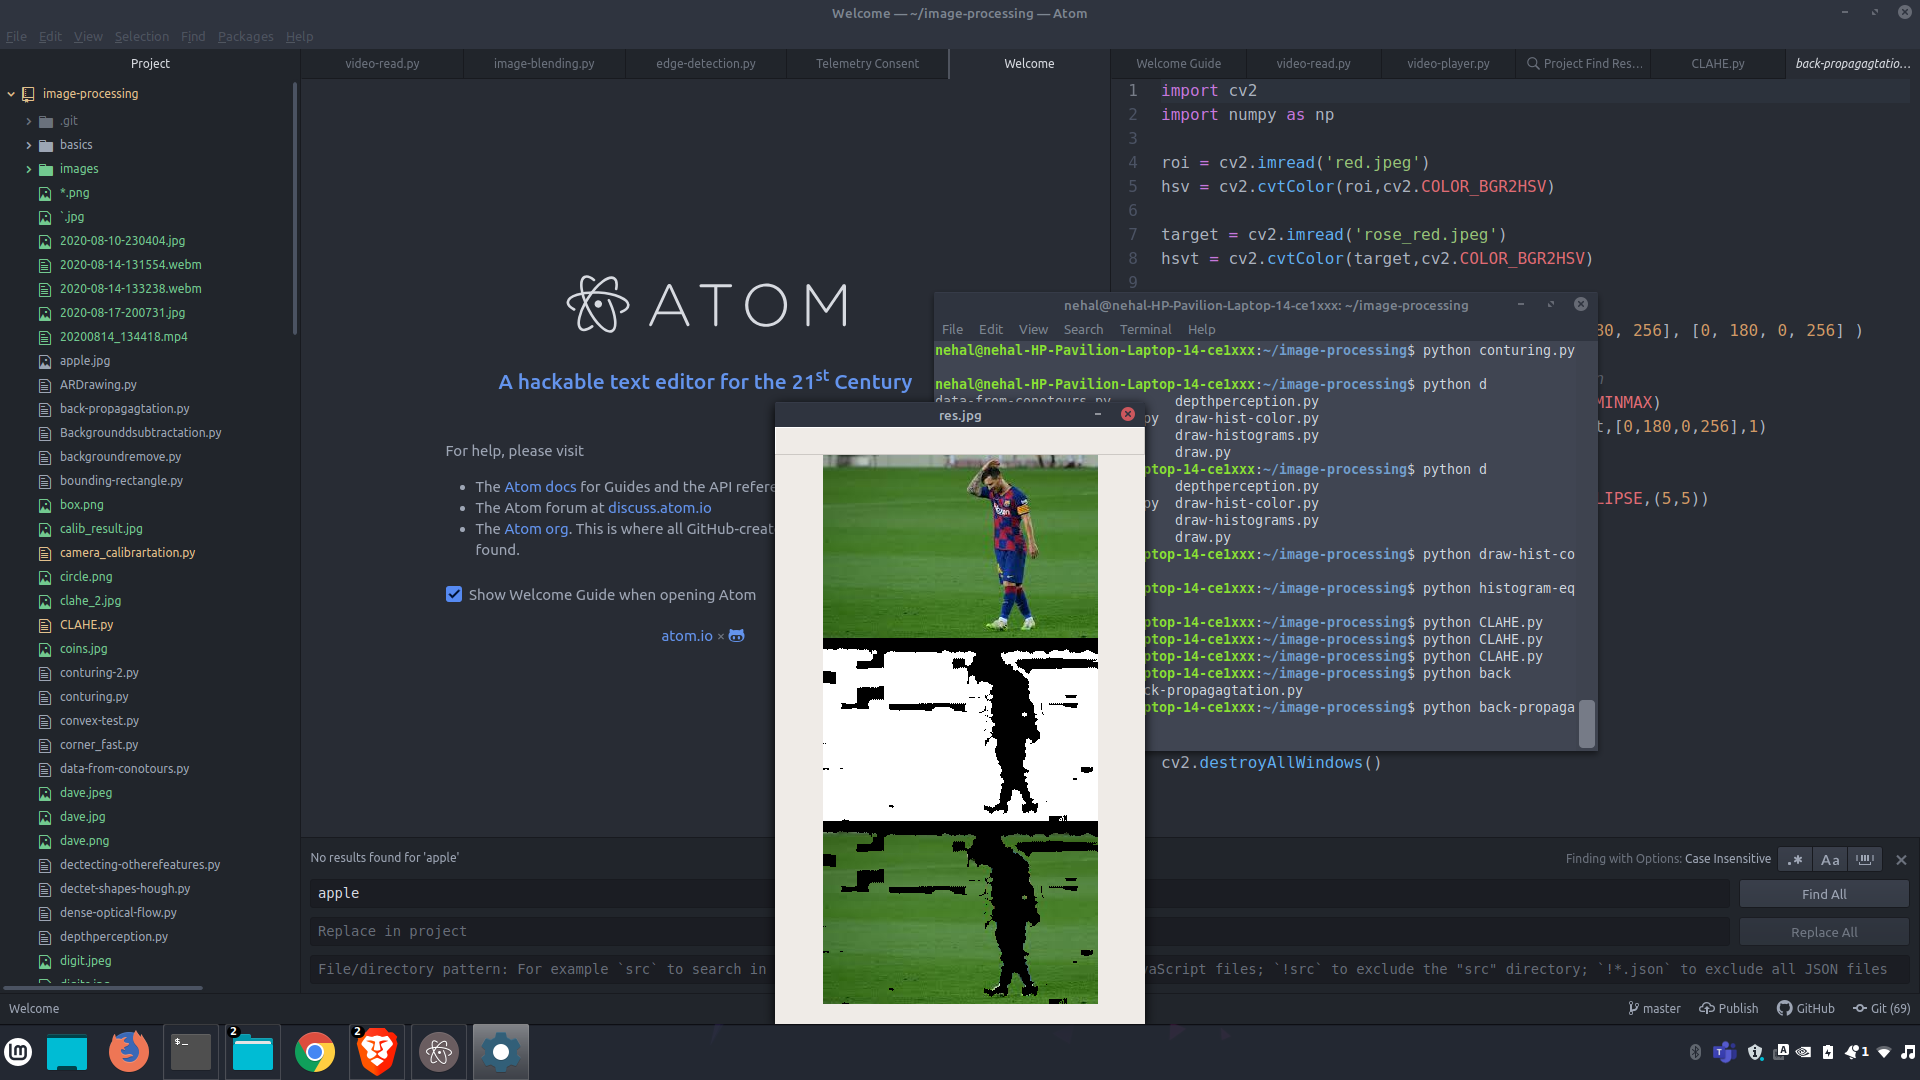 Welcome — ~/image-processing — Atom
File Edit View Selection Find Packages Help
Project
video-read.py image-blending.py edge-detection.py Telemetry Consent Welcome Welcome Guide video-read.py video-player.py Project Find Res... CLAHE.py back-propagagtatio...
image-processing
.git
basics
images
*.png
`.jpg
2020-08-10-230404.jpg
2020-08-14-131554.webm
2020-08-14-133238.webm
2020-08-17-200731.jpg
20200814_134418.mp4
apple.jpg
ARDrawing.py
back-propagagtation.py
Backgrounddsubtractation.py
backgroundremove.py
bounding-rectangle.py
box.png
calib_result.jpg
camera_calibrartation.py
circle.png
clahe_2.jpg
CLAHE.py
coins.jpg
conturing-2.py
conturing.py
convex-test.py
corner_fast.py
data-from-conotours.py
dave.jpeg
dave.jpg
dave.png
dectecting-otherefeatures.py
dectet-shapes-hough.py
dense-optical-flow.py
depthperception.py
digit.jpeg
ATOM
A hackable text editor for the 21st Century
For help, please visit
• The Atom docs for Guides and the API refere
• The Atom forum at discuss.atom.io
• The Atom org. This is where all GitHub-creat
found.
Show Welcome Guide when opening Atom
atom.io ×
1 import cv2
2 import numpy as np
3
4 roi = cv2.imread('red.jpeg')
5 hsv = cv2.cvtColor(roi,cv2.COLOR_BGR2HSV)
6
7 target = cv2.imread('rose_red.jpeg')
8 hsvt = cv2.cvtColor(target,cv2.COLOR_BGR2HSV)
9
80, 256], [0, 180, 0, 256] )
MINMAX)
t,[0,180,0,256],1)
LIPSE,(5,5))
cv2.destroyAllWindows()
nehal@nehal-HP-Pavilion-Laptop-14-ce1xxx: ~/image-processing
File Edit View Search Terminal Help
nehal@nehal-HP-Pavilion-Laptop-14-ce1xxx:~/image-processing$ python conturing.py
nehal@nehal-HP-Pavilion-Laptop-14-ce1xxx:~/image-processing$ python d
data-from-conotours.py depthperception.py
py draw-hist-color.py
draw-histograms.py
draw.py
ptop-14-ce1xxx:~/image-processing$ python d
depthperception.py
py draw-hist-color.py
draw-histograms.py
draw.py
ptop-14-ce1xxx:~/image-processing$ python draw-hist-co
ptop-14-ce1xxx:~/image-processing$ python histogram-eq
ptop-14-ce1xxx:~/image-processing$ python CLAHE.py
ptop-14-ce1xxx:~/image-processing$ python CLAHE.py
ptop-14-ce1xxx:~/image-processing$ python CLAHE.py
ptop-14-ce1xxx:~/image-processing$ python back
ck-propagagtation.py
ptop-14-ce1xxx:~/image-processing$ python back-propaga
res.jpg
No results found for 'apple'
Finding with Options: Case Insensitive .* Aa
apple
Find All
Replace in project
Replace All
File/directory pattern: For example `src` to search in
aScript files; `!src` to exclude the "src" directory; `!*.json` to exclude all JSON files
Welcome
master Publish GitHub Git (69)
2 2 $_ 1